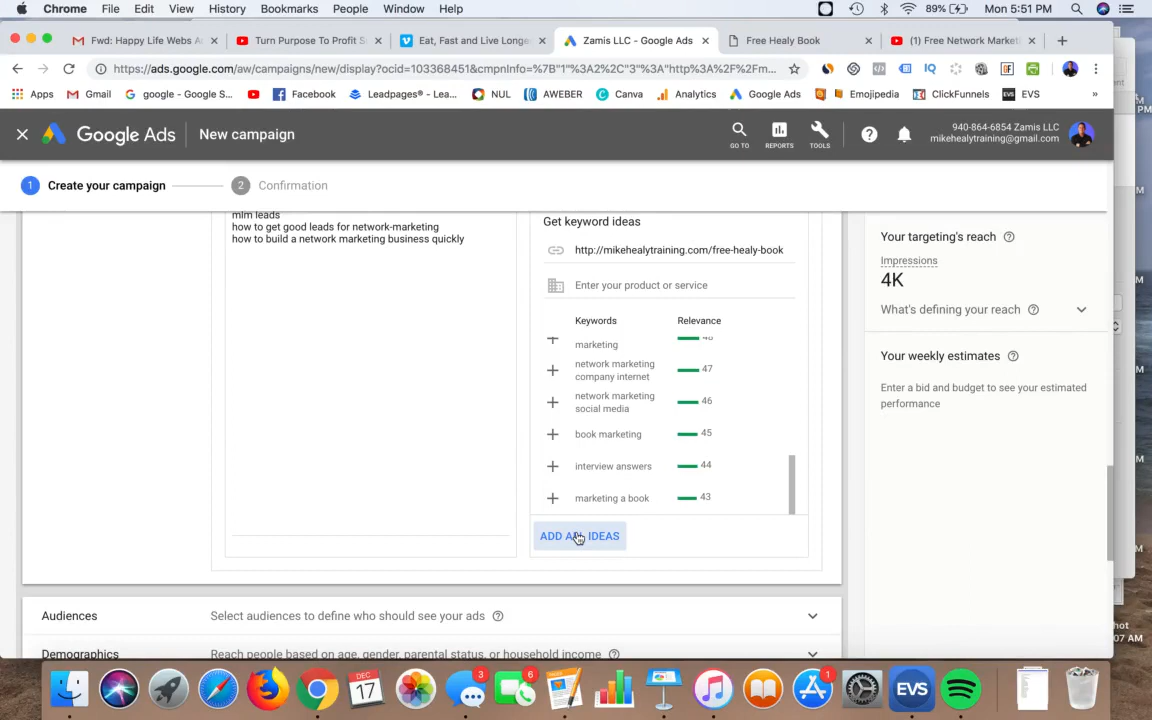 Chrome File Edit View History Bookmarks People Window Help 89% Mon 5:51 PM
Fwd: Happy Life Webs A
Turn Purpose To Profit S
Eat, Fast and Live Longe
Zamis LLC - Google Ads
Free Healy Book
(1) Free Network Market
https://ads.google.com/aw/campaigns/new/display?ocid=103368451&cmpnInfo=%7B"1"%3A2%2C"3"%3A"http%3A%2F%2Fm...
Apps Gmail google - Google S... Facebook Leadpages® - Lea... NUL AWEBER Canva Analytics Google Ads Emojipedia ClickFunnels EVS »
Google Ads New campaign
GO TO REPORTS TOOLS
940-864-6854 Zamis LLC
mikehealytraining@gmail.com
1 Create your campaign 2 Confirmation
mlm leads
how to get good leads for network-marketing
how to build a network marketing business quickly
Get keyword ideas
http://mikehealytraining.com/free-healy-book
Enter your product or service
Keywords Relevance
marketing 48
network marketing company internet 47
network marketing social media 46
book marketing 45
interview answers 44
marketing a book 43
ADD ALL IDEAS
Your targeting's reach
Impressions
4K
What's defining your reach
Your weekly estimates
Enter a bid and budget to see your estimated
performance
Audiences Select audiences to define who should see your ads
Demographics Reach people based on age, gender, parental status, or household income
DEC
17
3
6
1
EVS